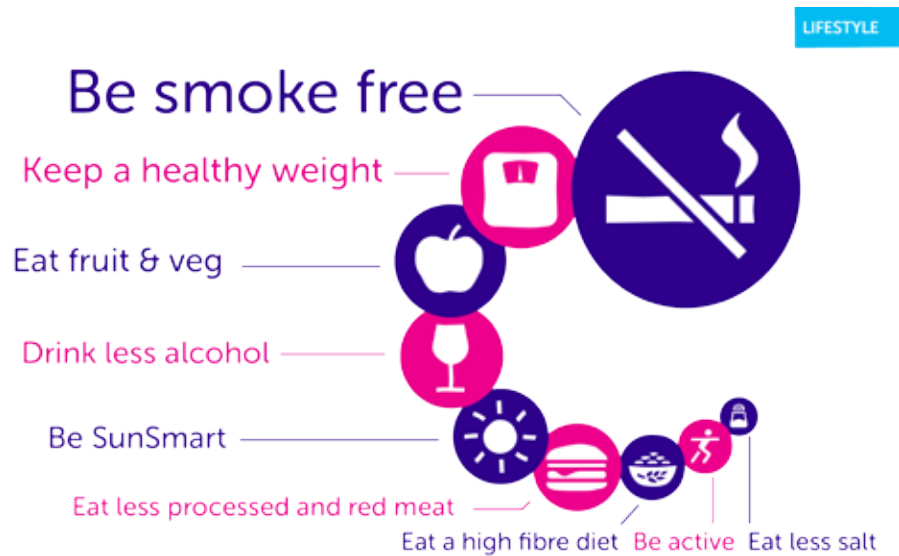 LIFESTYLE
Be smoke free
Keep a healthy weight
Eat fruit & veg
Drink less alcohol
Be SunSmart
Eat less processed and red meat
Eat a high fibre diet
Be active
Eat less salt